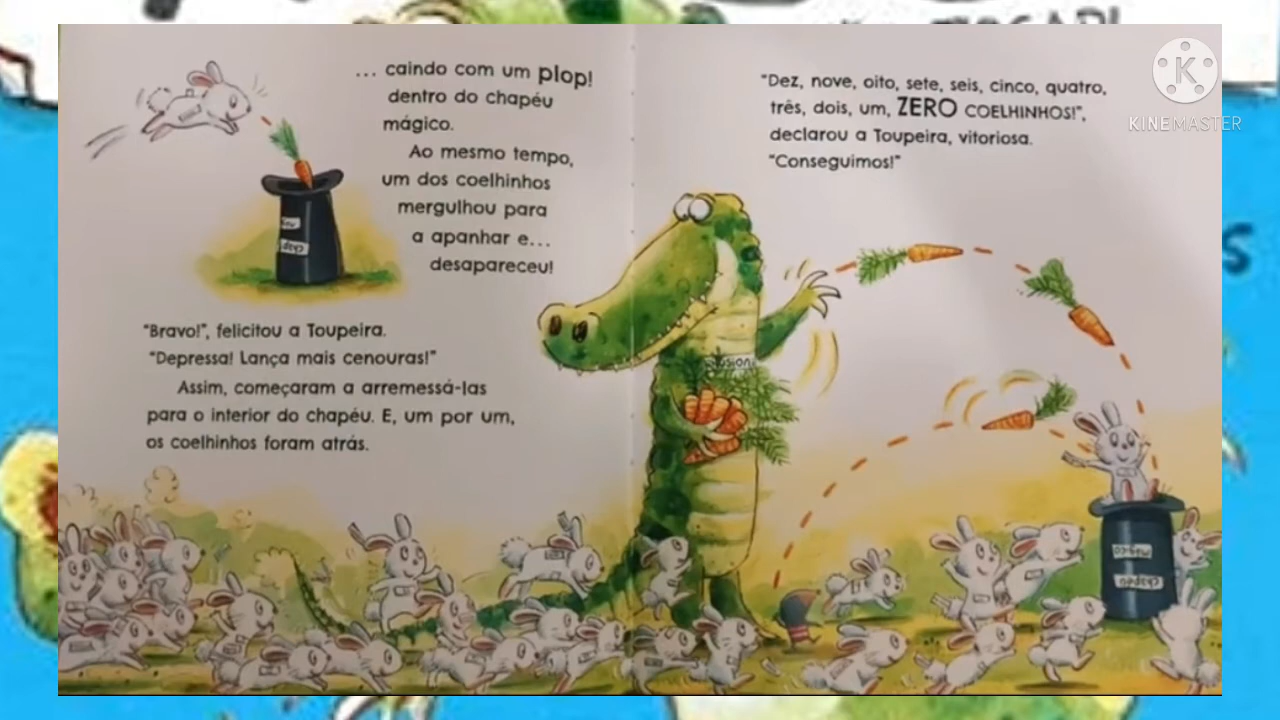 ... caindo com um plop!
dentro do chapéu
mágico.
Ao mesmo tempo,
um dos coelhinhos
mergulhou para
a apanhar e...
desapareceu!
"Bravo!", felicitou a Toupeira.
"Depressa! Lança mais cenouras!"
Assim, começaram a arremessá-las
para o interior do chapéu. E, um por um,
os coelhinhos foram atrás.
"Dez, nove, oito, sete, seis, cinco, quatro,
três, dois, um, ZERO COELHINHOS!",
declarou a Toupeira, vitoriosa.
"Conseguimos!"
K
KINEMASTER